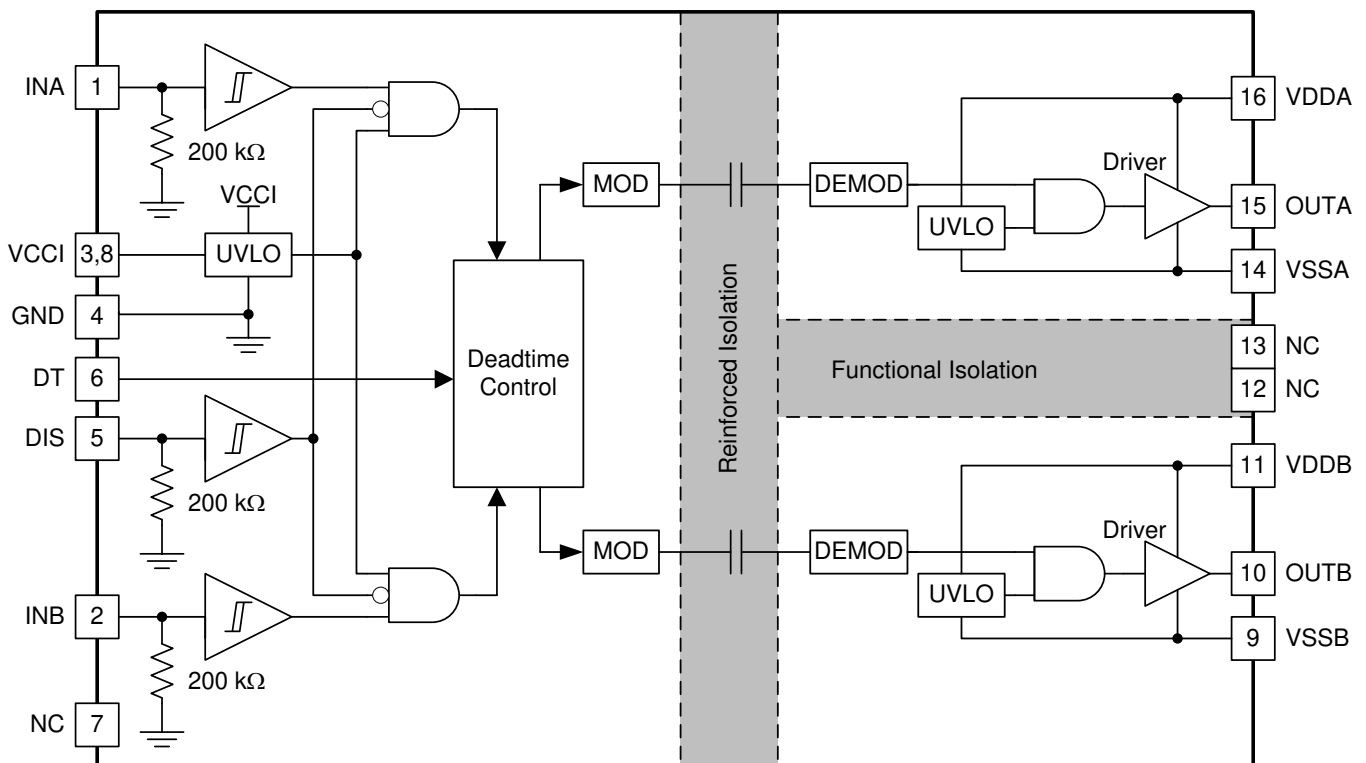 INA
1
200 kΩ
VCCI
VCCI
3,8
UVLO
GND
4
DT
6
DIS
5
200 kΩ
INB
2
200 kΩ
NC
7
Deadtime
Control
MOD
MOD
Reinforced Isolation
Functional Isolation
DEMOD
UVLO
Driver
16
VDDA
15
OUTA
14
VSSA
13
NC
12
NC
DEMOD
UVLO
Driver
11
VDDB
10
OUTB
9
VSSB